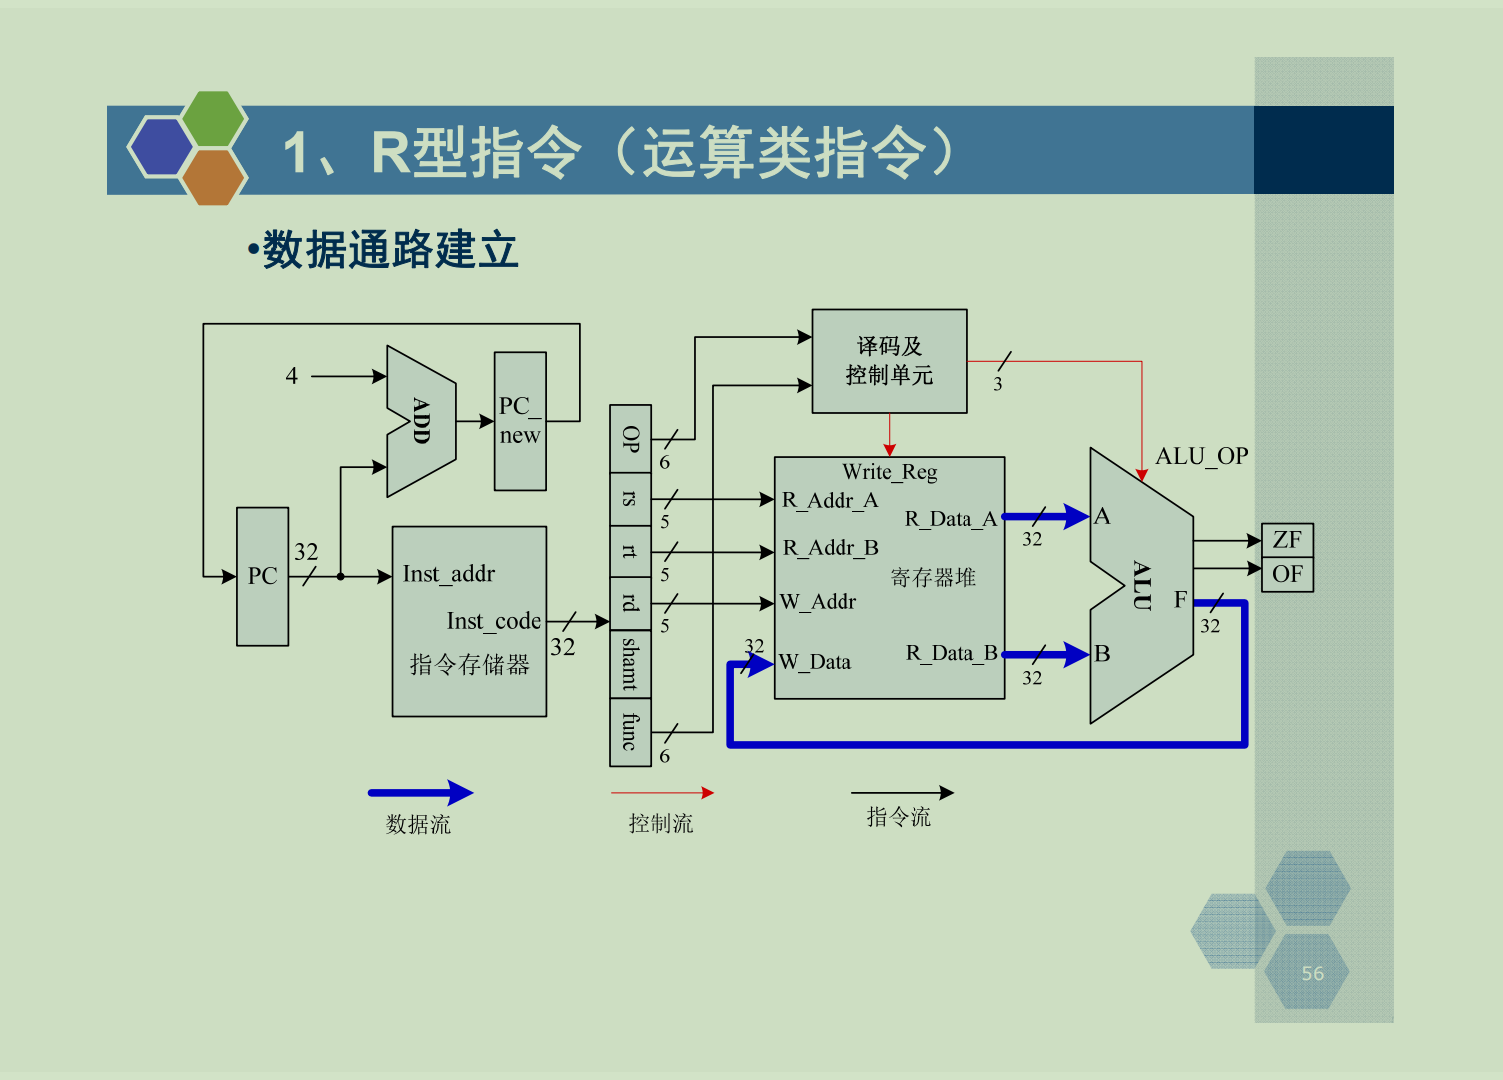 1、R型指令（运算类指令）
•数据通路建立
译码及
控制单元
3
4
ADD
PC_
new
OP
6
ALU_OP
Write_Reg
rs
5
R_Addr_A
R_Data_A
32
A
PC
32
Inst_addr
rt
5
R_Addr_B
寄存器堆
ALU
ZF
OF
Inst_code
32
指令存储器
rd
5
W_Addr
F
32
shamt
32
W_Data
R_Data_B
32
B
func
6
数据流
控制流
指令流
56